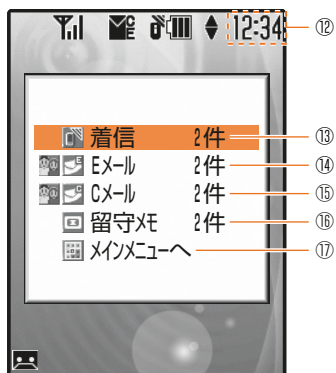 12:34 ⑫
着信 2件 ⑬
Eメール 2件 ⑭
Cメール 2件 ⑮
留守メモ 2件 ⑯
メインメニューへ ⑰